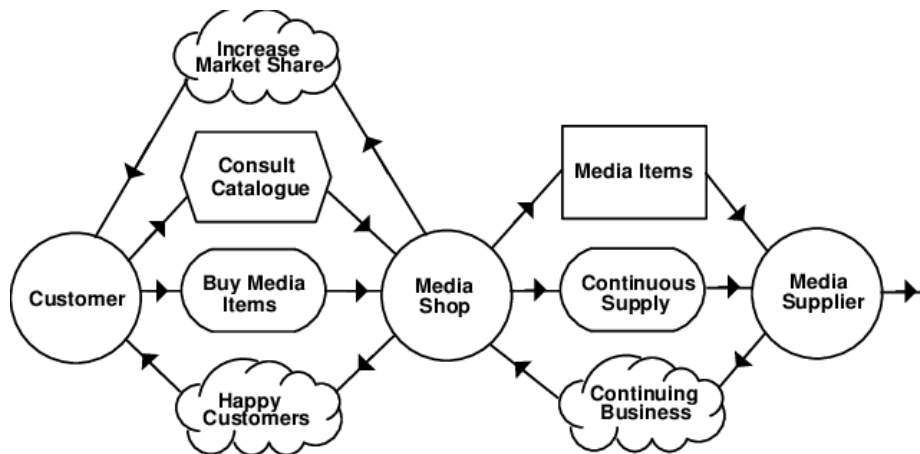 Increase
Market Share
Consult
Catalogue
Media Items
Customer
Buy Media
Items
Media
Shop
Continuous
Supply
Media
Supplier
Happy
Customers
Continuing
Business